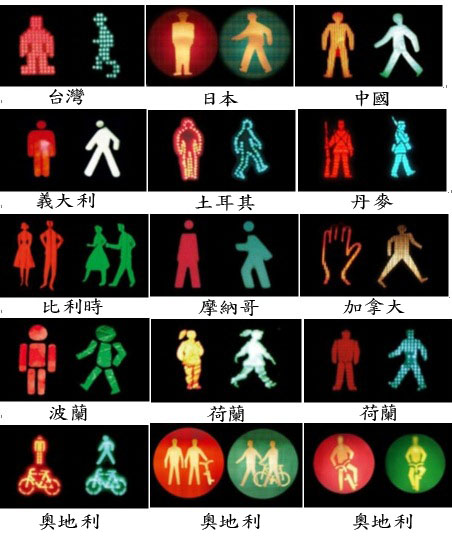 台灣 日本 中國
義大利 土耳其 丹麥
比利時 摩納哥 加拿大
波蘭 荷蘭 荷蘭
奧地利 奧地利 奧地利